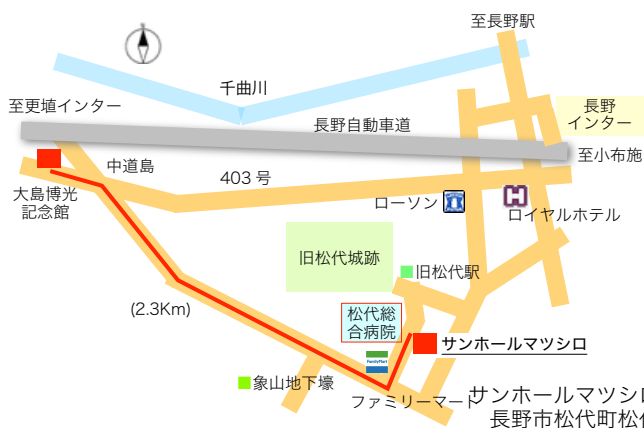 至長野駅
千曲川
至更埴インター
長野自動車道
長野
インター
至小布施
中道島
403 号
大島博光
記念館
ローソン
ロイヤルホテル
旧松代城跡
旧松代駅
(2.3Km)
松代総
合病院
サンホールマツシロ
FamilyMart
象山地下壕
ファミリーマート
サンホールマツシロ
長野市松代町松代